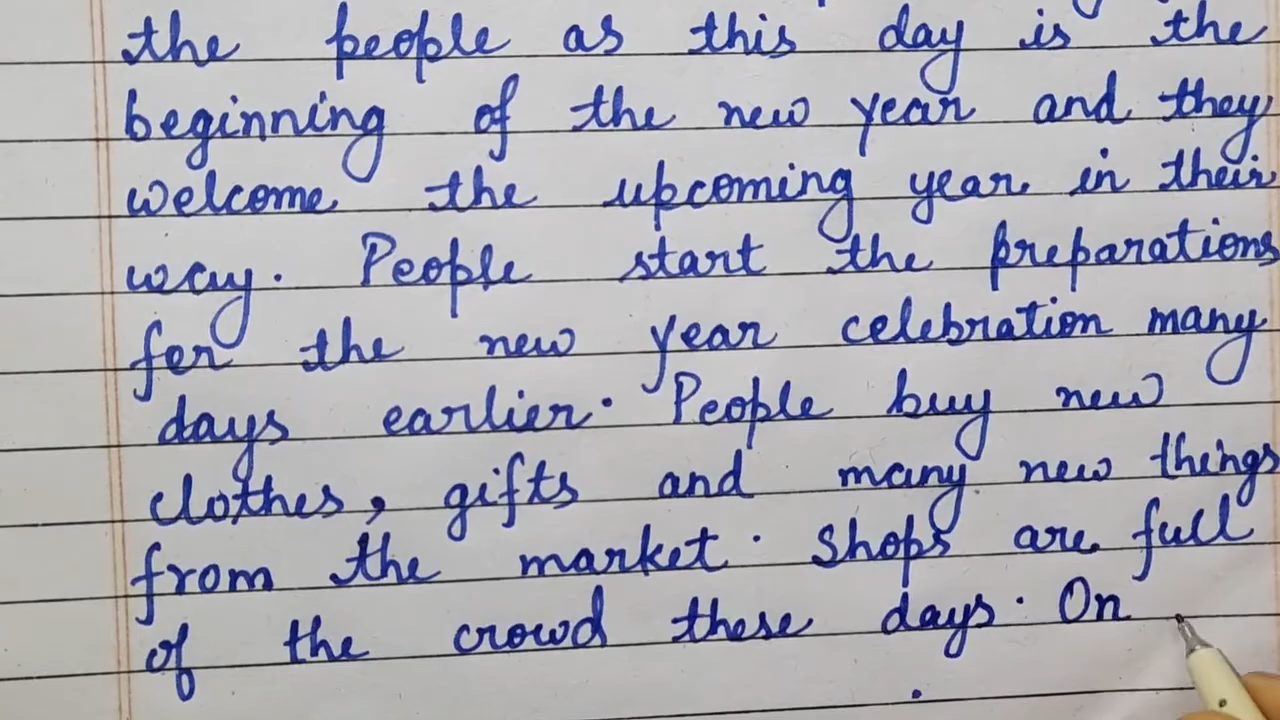 the people as this day is the
beginning of the new year and they
welcome the upcoming year in their
way. People start the preparations
for the new year celebration many
days earlier. People buy new
clothes, gifts and many new things
from the market. Shops are full
of the crowd these days. On